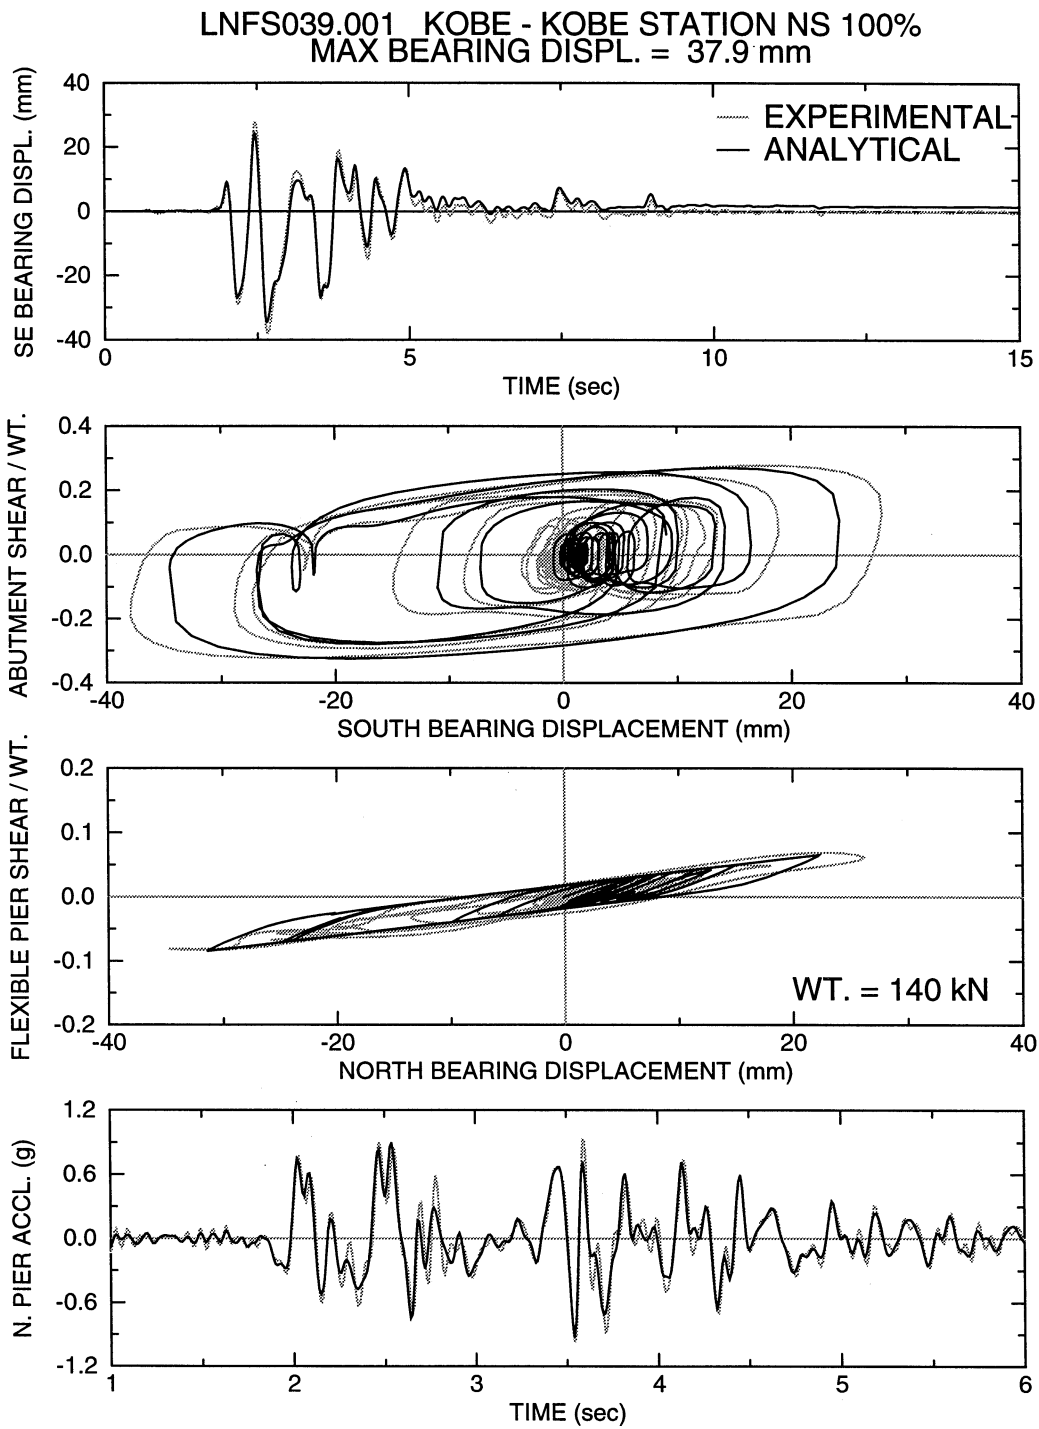 LNFS039.001 KOBE - KOBE STATION NS 100%
MAX BEARING DISPL. = 37.9 mm
SE BEARING DISPL. (mm)
40
20
0
-20
-40
EXPERIMENTAL
ANALYTICAL
0 5 10 15
TIME (sec)
ABUTMENT SHEAR / WT.
0.4
0.2
0.0
-0.2
-0.4
-40 -20 0 20 40
SOUTH BEARING DISPLACEMENT (mm)
FLEXIBLE PIER SHEAR / WT.
0.2
0.1
0.0
-0.1
-0.2
WT. = 140 kN
-40 -20 0 20 40
NORTH BEARING DISPLACEMENT (mm)
N. PIER ACCL. (g)
1.2
0.6
0.0
-0.6
-1.2
1 2 3 4 5 6
TIME (sec)